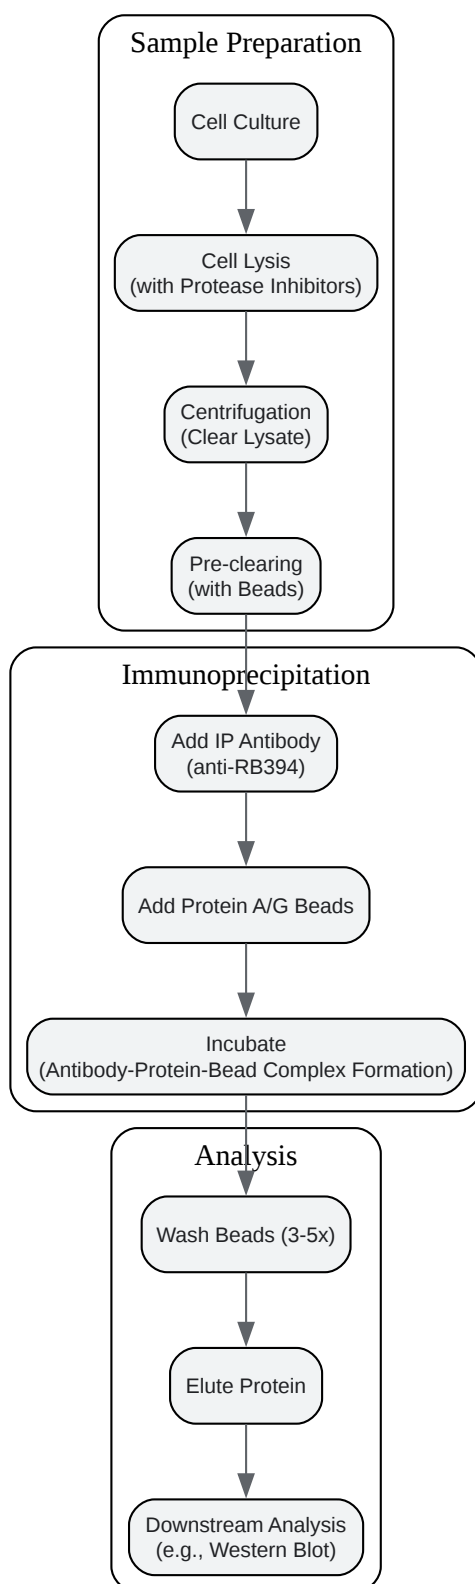 Sample Preparation
Cell Culture
Cell Lysis
(with Protease Inhibitors)
Centrifugation
(Clear Lysate)
Pre-clearing
(with Beads)
Immunoprecipitation
Add IP Antibody
(anti-RB394)
Add Protein A/G Beads
Incubate
(Antibody-Protein-Bead Complex Formation)
Analysis
Wash Beads (3-5x)
Elute Protein
Downstream Analysis
(e.g., Western Blot)